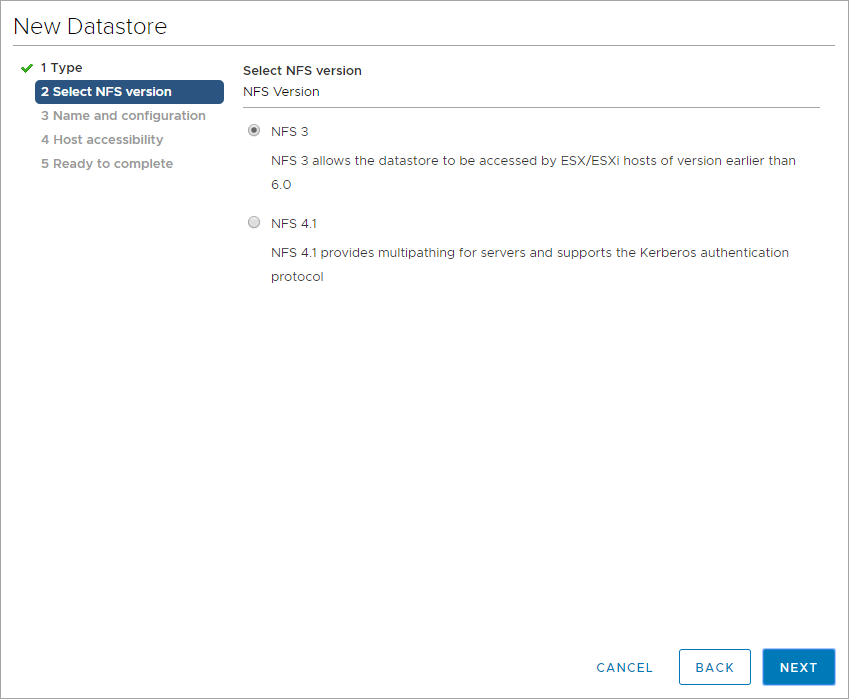 New Datastore
1 Type
2 Select NFS version
3 Name and configuration
4 Host accessibility
5 Ready to complete
Select NFS version
NFS Version
NFS 3
NFS 3 allows the datastore to be accessed by ESX/ESXi hosts of version earlier than
6.0
NFS 4.1
NFS 4.1 provides multipathing for servers and supports the Kerberos authentication
protocol
CANCEL
BACK
NEXT